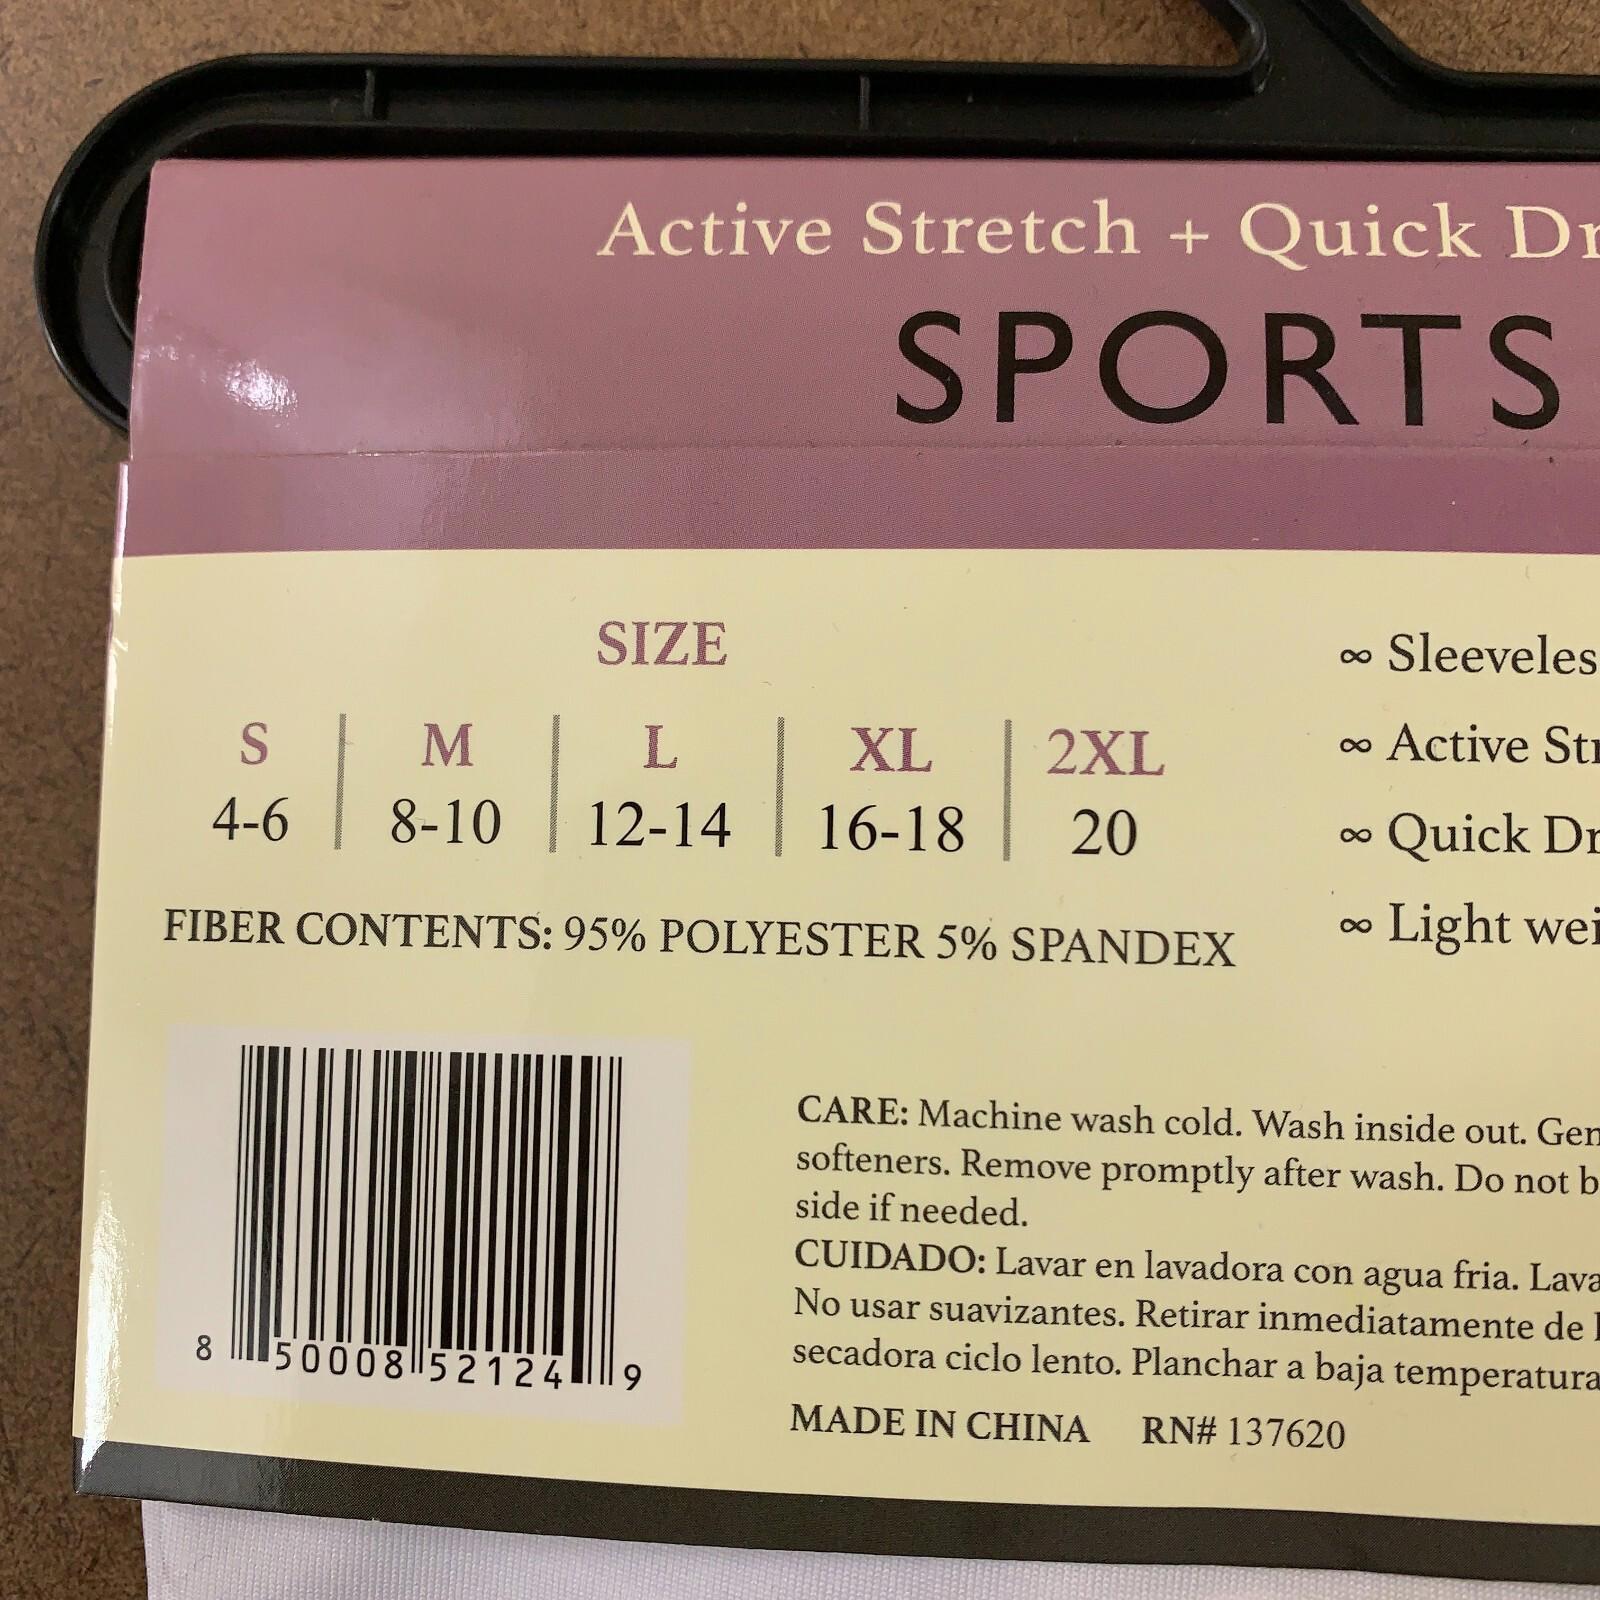 Active Stretch + Quick Dr
SPORTS
SIZE
S M L XL 2XL
4-6 8-10 12-14 16-18 20
FIBER CONTENTS: 95% POLYESTER 5% SPANDEX
∞ Sleeveles
∞ Active Str
∞ Quick Dr
∞ Light wei
CARE: Machine wash cold. Wash inside out. Gen
softeners. Remove promptly after wash. Do not b
side if needed.
CUIDADO: Lavar en lavadora con agua fria. Lava
No usar suavizantes. Retirar inmediatamente de l
secadora ciclo lento. Planchar a baja temperatura
MADE IN CHINA RN# 137620
8 50008 52124 9